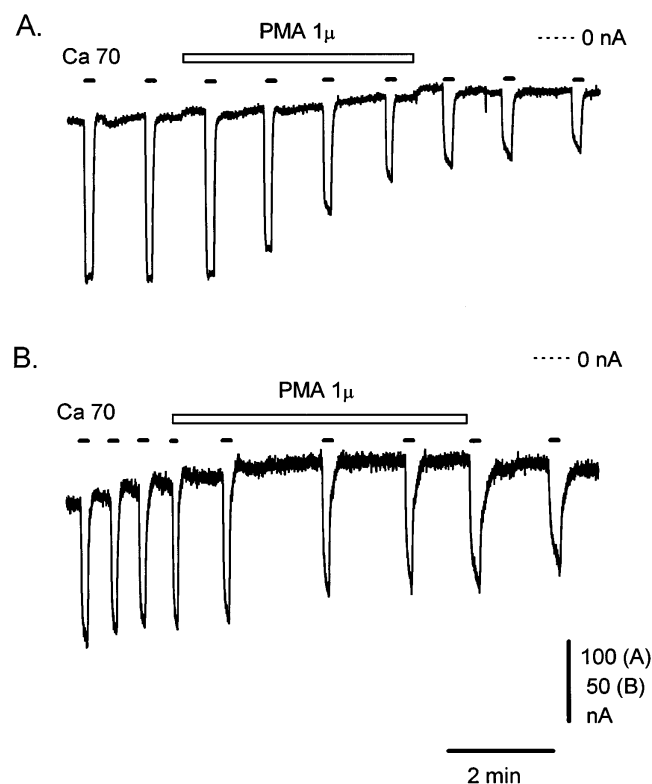 A.
PMA 1μ
0 nA
Ca 70
B.
0 nA
PMA 1μ
Ca 70
100 (A)
50 (B)
nA
2 min